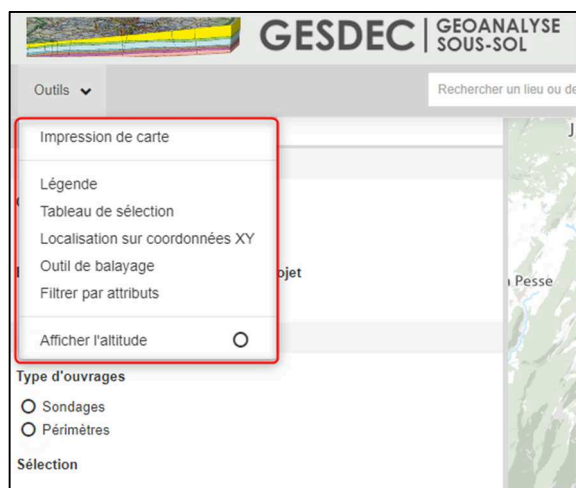 GESDEC
GEOANALYSE
SOUS-SOL
Outils
Rechercher un lieu ou de
Impression de carte
J
Légende
Tableau de sélection
Localisation sur coordonnées XY
Outil de balayage
ojet
Pesse
Filtrer par attributs
Afficher l'altitude
Type d'ouvrages
Sondages
Périmètres
Sélection